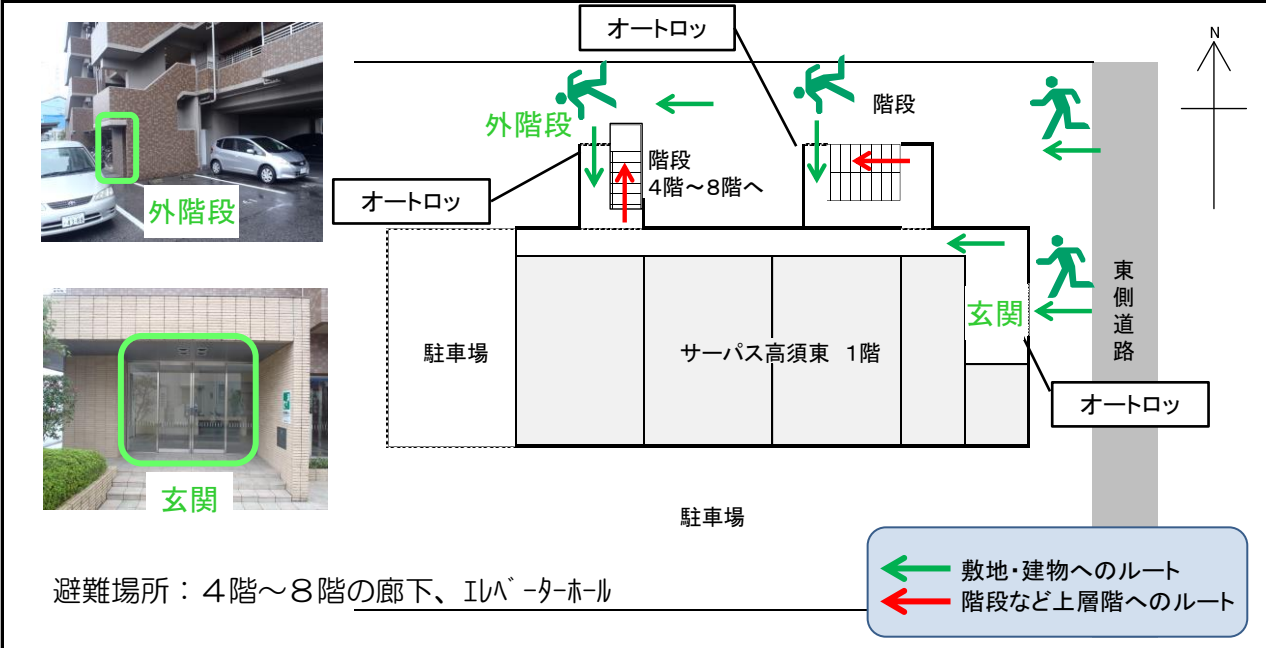 オートロッ
N
外階段
階段
階段
4階～8階へ
オートロッ
外階段
玄関
東側道路
駐車場
サーパス高須東 1階
オートロッ
玄関
駐車場
避難場所：４階～８階の廊下、ｴﾚﾍﾞｰﾀｰﾎｰﾙ
敷地・建物へのルート
階段など上層階へのルート